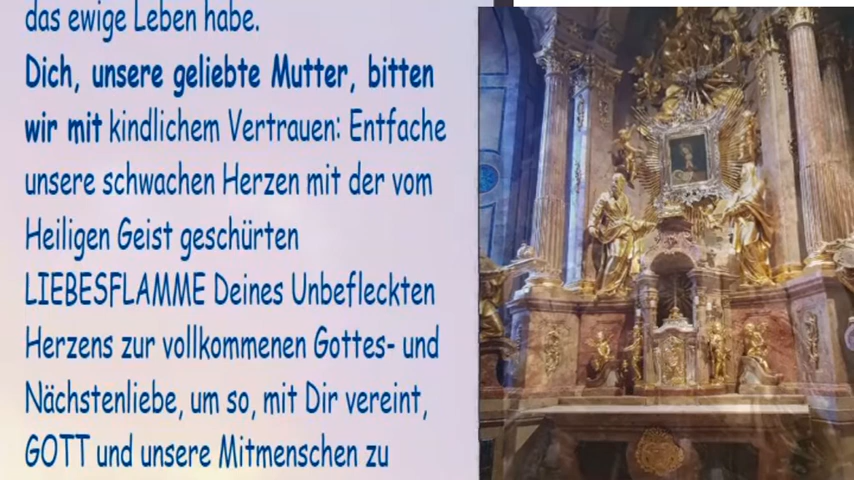 das ewige Leben habe.
Dich, unsere geliebte Mutter, bitten
wir mit kindlichem Vertrauen: Entfache
unsere schwachen Herzen mit der vom
Heiligen Geist geschürten
LIEBESFLAMME Deines Unbefleckten
Herzens zur vollkommenen Gottes- und
Nächstenliebe, um so, mit Dir vereint,
GOTT und unsere Mitmenschen zu